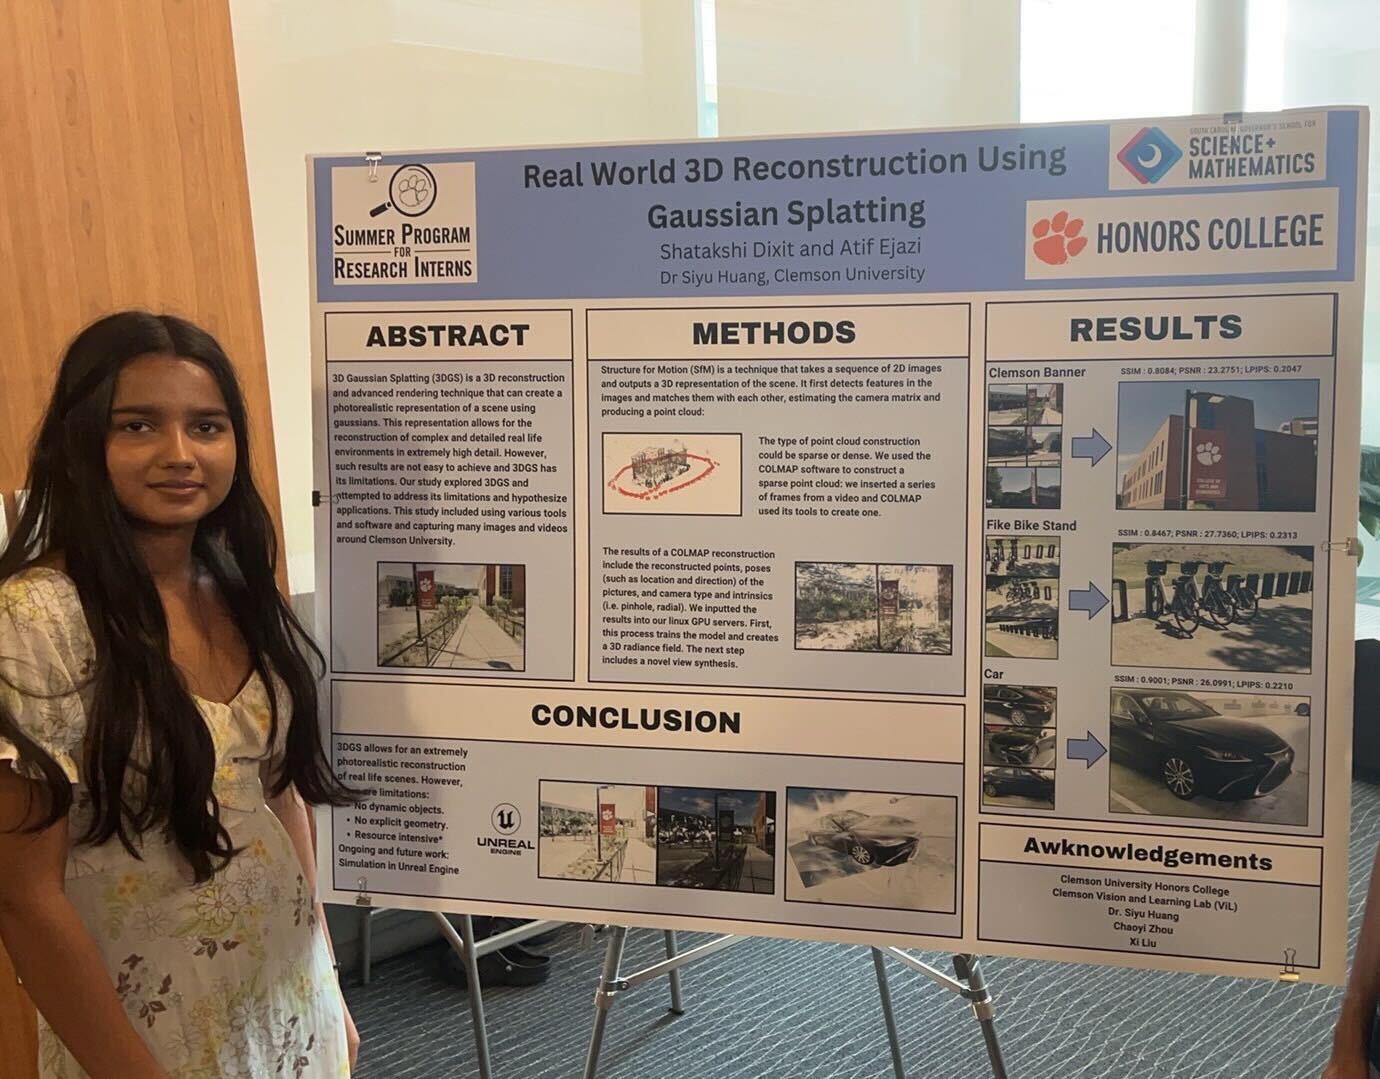 SUMMER PROGRAM
FOR
RESEARCH INTERNS
Real World 3D Reconstruction Using
Gaussian Splatting
Shatakshi Dixit and Atif Ejazi
Dr Siyu Huang, Clemson University
SOUTH CAROLINA GOVERNOR'S SCHOOL FOR
SCIENCE+
MATHEMATICS
HONORS COLLEGE
ABSTRACT
3D Gaussian Splatting (3DGS) is a 3D reconstruction
and advanced rendering technique that can create a
photorealistic representation of a scene using
gaussians. This representation allows for the
reconstruction of complex and detailed real life
environments in extremely high detail. However,
such results are not easy to achieve and 3DGS has
its limitations. Our study explored 3DGS and
attempted to address its limitations and hypothesize
applications. This study included using various tools
and software and capturing many images and videos
around Clemson University.
METHODS
Structure for Motion (SfM) is a technique that takes a sequence of 2D images
and outputs a 3D representation of the scene. It first detects features in the
images and matches them with each other, estimating the camera matrix and
producing a point cloud:
The type of point cloud construction
could be sparse or dense. We used the
COLMAP software to construct a
sparse point cloud: we inserted a series
of frames from a video and COLMAP
used its tools to create one.
The results of a COLMAP reconstruction
include the reconstructed points, poses
(such as location and direction) of the
pictures, and camera type and intrinsics
(i.e. pinhole, radial). We inputted the
results into our linux GPU servers. First,
this process trains the model and creates
a 3D radiance field. The next step
includes a novel view synthesis.
RESULTS
Clemson Banner
SSIM : 0.8084; PSNR : 23.2751; LPIPS: 0.2047
COLLEGE OF
ARTS AND
HUMANITIES
Fike Bike Stand
SSIM : 0.8467; PSNR : 27.7360; LPIPS: 0.2313
Car
SSIM : 0.9001; PSNR : 26.0991; LPIPS: 0.2210
CONCLUSION
3DGS allows for an extremely
photorealistic reconstruction
of real life scenes. However,
are limitations:
• No dynamic objects.
• No explicit geometry.
• Resource intensive*
Ongoing and future work:
Simulation in Unreal Engine
UNREAL
ENGINE
Awknowledgements
Clemson University Honors College
Clemson Vision and Learning Lab (ViL)
Dr. Siyu Huang
Chaoyi Zhou
Xi Liu